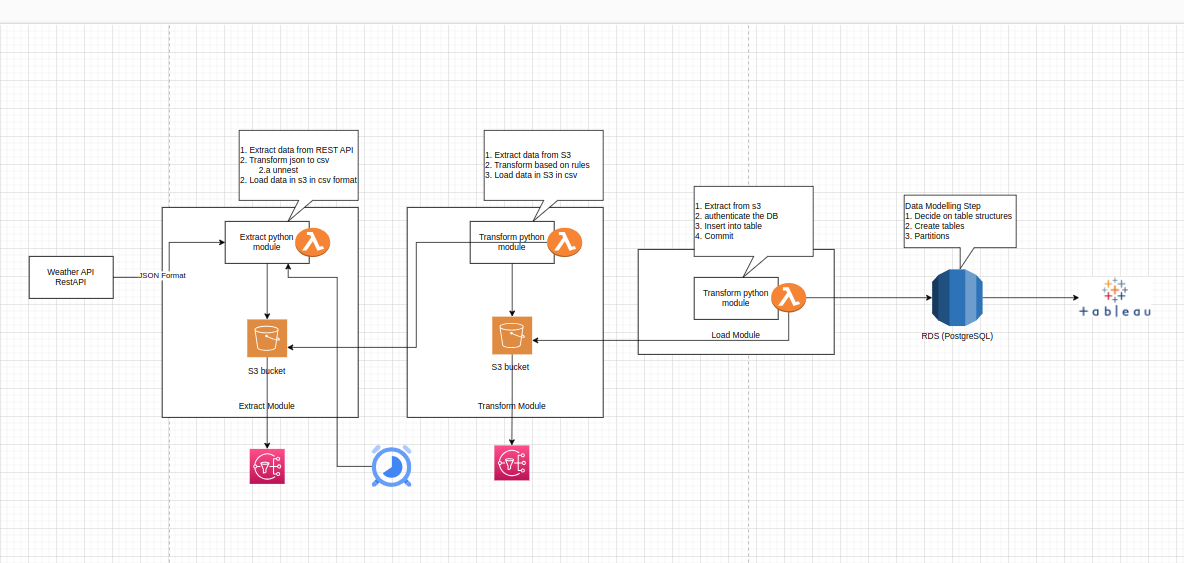 1. Extract data from REST API
2. Transform json to csv
2.a unnest
2. Load data in s3 in csv format
1. Extract data from S3
2. Transform based on rules
3. Load data in S3 in csv
1. Extract from s3
2. authenticate the DB
3. Insert into table
4. Commit
Data Modelling Step
1. Decide on table structures
2. Create tables
3. Partitions
Weather API
RestAPI
JSON Format
Extract python
module
Transform python
module
Transform python
module
Load Module
S3 bucket
S3 bucket
Extract Module
Transform Module
RDS (PostgreSQL)
+ableau